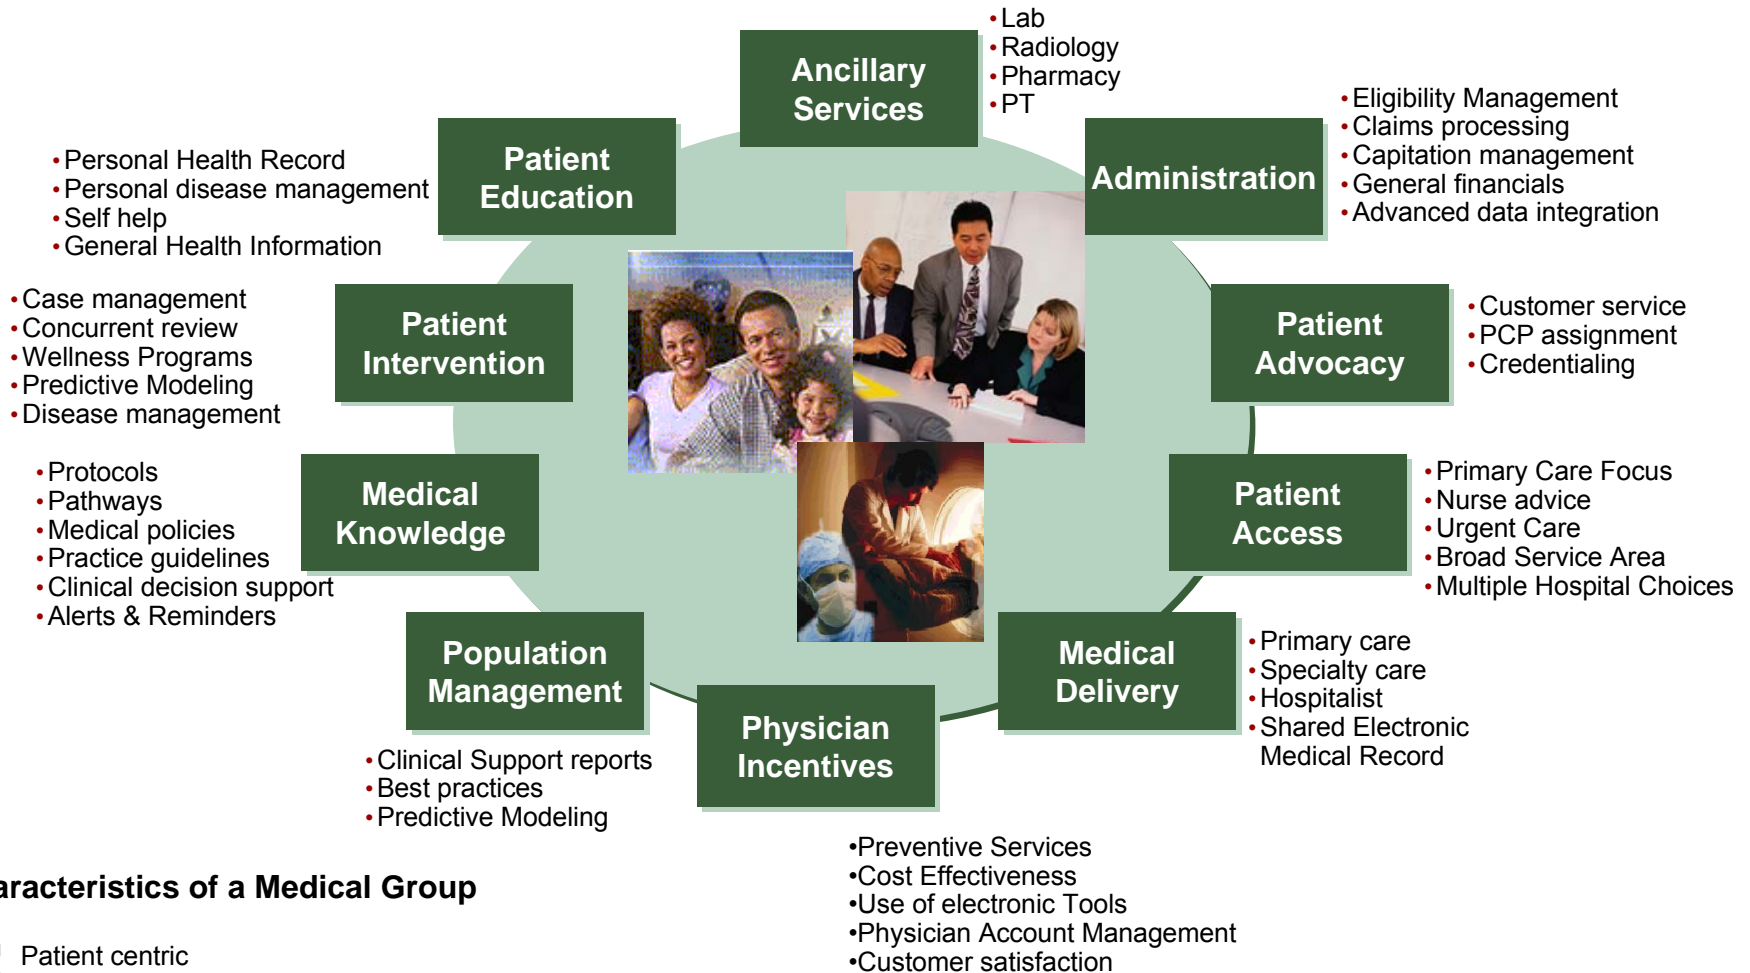 Ancillary
Services
•Lab
•Radiology
•Pharmacy
•PT
Administration
•Eligibility Management
•Claims processing
•Capitation management
•General financials
•Advanced data integration
Patient
Advocacy
•Customer service
•PCP assignment
•Credentialing
Patient
Access
•Primary Care Focus
•Nurse advice
•Urgent Care
•Broad Service Area
•Multiple Hospital Choices
Medical
Delivery
•Primary care
•Specialty care
•Hospitalist
•Shared Electronic
Medical Record
Physician
Incentives
•Preventive Services
•Cost Effectiveness
•Use of electronic Tools
•Physician Account Management
•Customer satisfaction
Population
Management
•Clinical Support reports
•Best practices
•Predictive Modeling
Medical
Knowledge
•Protocols
•Pathways
•Medical policies
•Practice guidelines
•Clinical decision support
•Alerts & Reminders
Patient
Intervention
•Case management
•Concurrent review
•Wellness Programs
•Predictive Modeling
•Disease management
Patient
Education
•Personal Health Record
•Personal disease management
•Self help
•General Health Information
aracteristics of a Medical Group
Patient centric